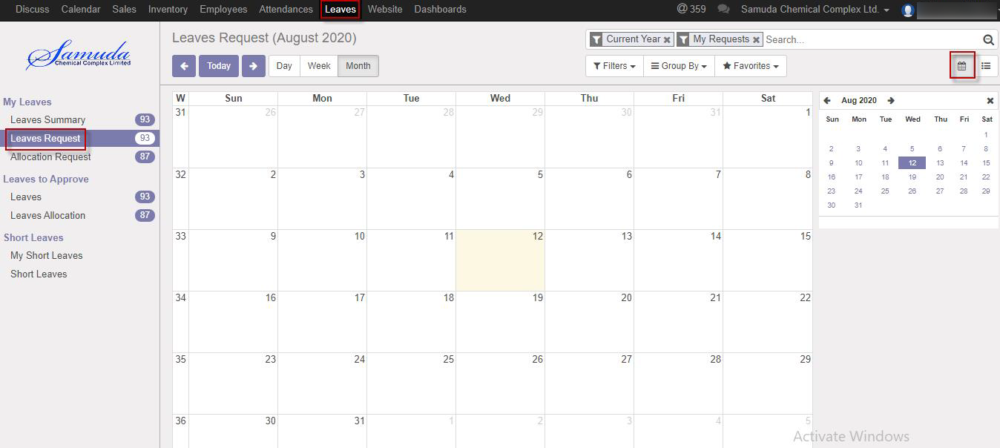 Discuss Calendar Sales Inventory Employees Attendances Leaves Website Dashboards @ 359 Samuda Chemical Complex Ltd.
Samuda
Chemical Complex Limited
Leaves Request (August 2020)
Current Year My Requests Search...
Today Day Week Month
Filters Group By Favorites
My Leaves
Leaves Summary 93
Leaves Request 93
Allocation Request 87
Leaves to Approve
Leaves 93
Leaves Allocation 87
Short Leaves
My Short Leaves
Short Leaves
W Sun Mon Tue Wed Thu Fri Sat
31 26 27 28 29 30 31 1
32 2 3 4 5 6 7 8
33 9 10 11 12 13 14 15
34 16 17 18 19 20 21 22
35 23 24 25 26 27 28 29
36 30 31 1 2 3 4 5
Aug 2020
Sun Mon Tue Wed Thu Fri Sat
1
2 3 4 5 6 7 8
9 10 11 12 13 14 15
16 17 18 19 20 21 22
23 24 25 26 27 28 29
30 31
Activate Windows